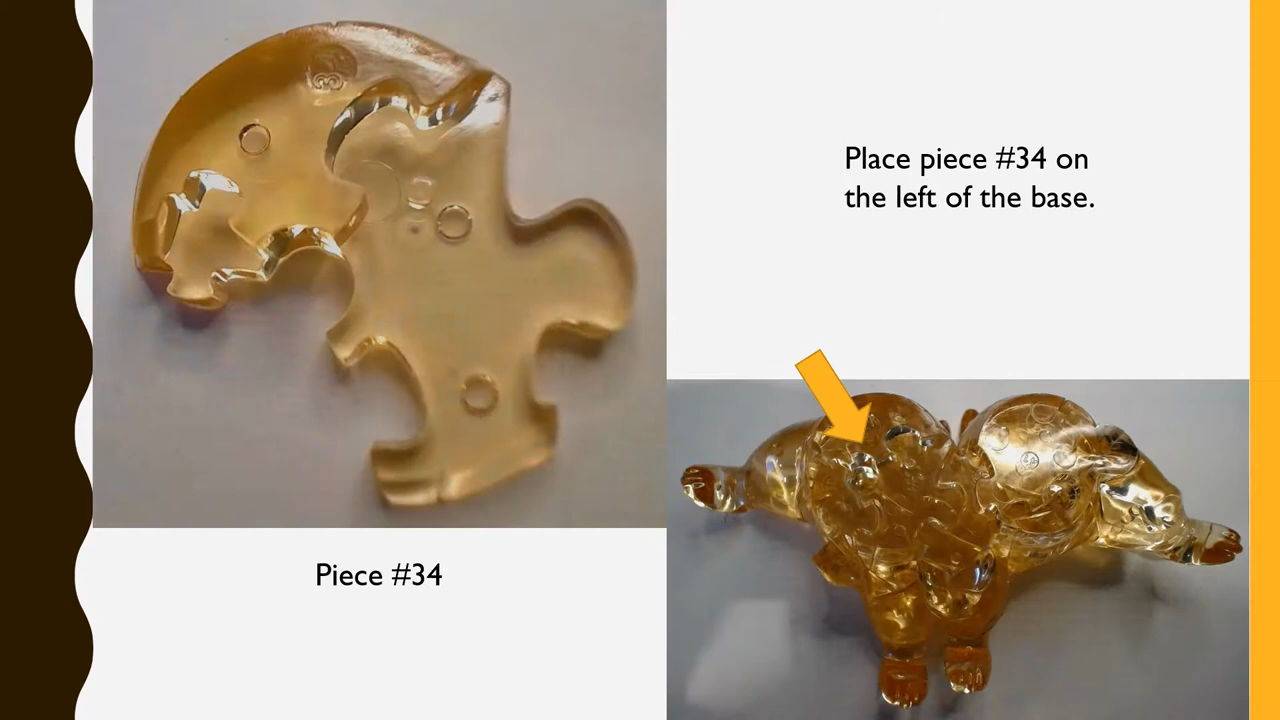 Place piece #34 on
the left of the base.
Piece #34